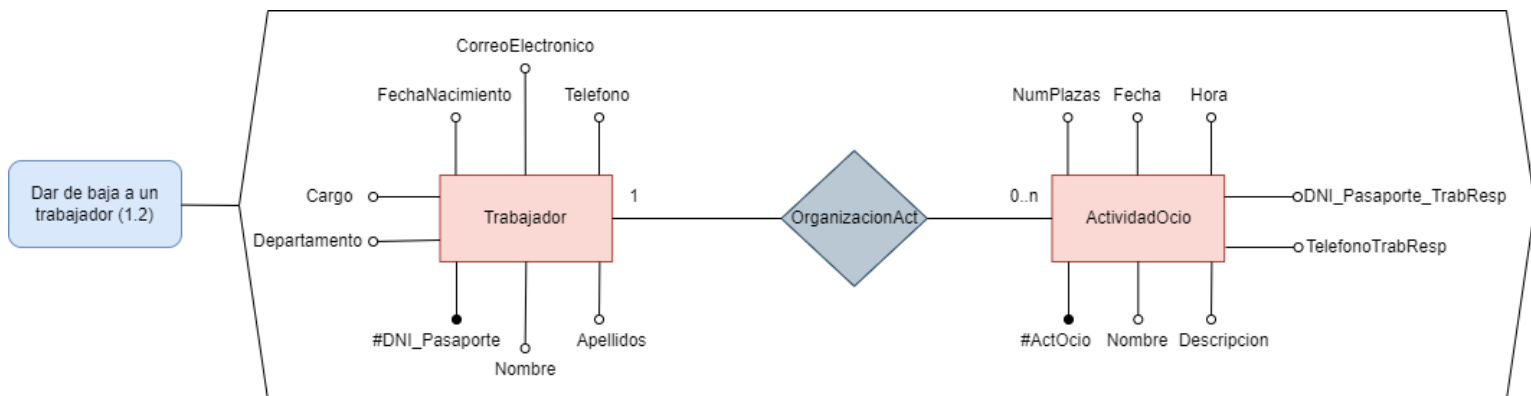 CorreoElectronico
FechaNacimiento
Telefono
NumPlazas
Fecha
Hora
Dar de baja a un
trabajador (1.2)
Cargo
1
Trabajador
OrganizacionAct
0..n
ActividadOcio
DNI_Pasaporte_TrabResp
Departamento
TelefonoTrabResp
#DNI_Pasaporte
Apellidos
Nombre
#ActOcio
Nombre
Descripcion